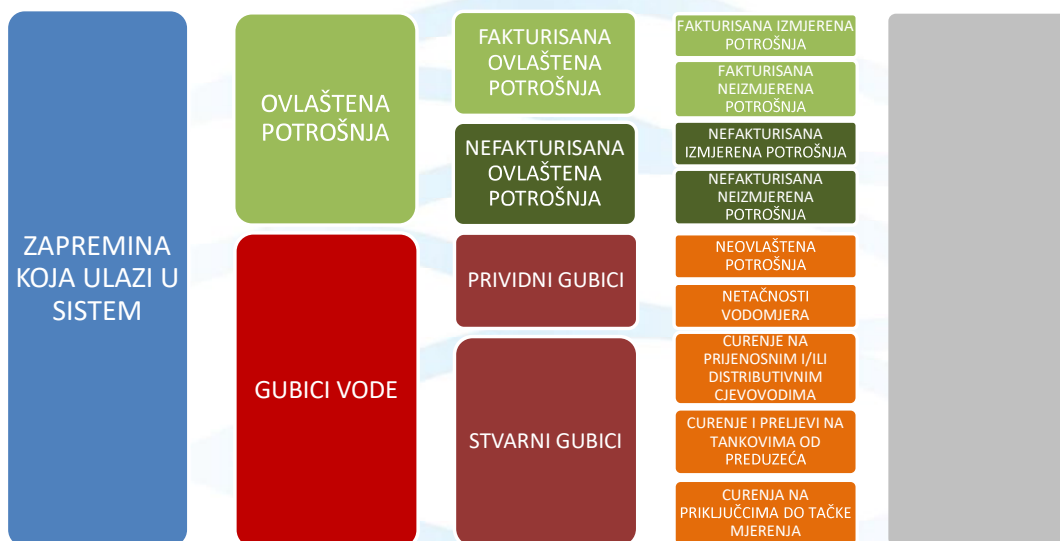 ZAPREMINA
KOJA ULAZI U
SISTEM
OVLAŠTENA
POTROŠNJA
GUBICI VODE
FAKTURISANA
OVLAŠTENA
POTROŠNJA
NEFAKTURISANA
OVLAŠTENA
POTROŠNJA
PRIVIDNI GUBICI
STVARNI GUBICI
FAKTURISANA IZMJERENA
POTROŠNJA
FAKTURISANA
NEIZMJERENA
POTROŠNJA
NEFAKTURISANA
IZMJERENA POTROŠNJA
NEFAKTURISANA
NEIZMJERENA
POTROŠNJA
NEOVLAŠTENA
POTROŠNJA
NETAČNOSTI
VODOMJERA
CURENJE NA
PRIJENOSNIM I/ILI
DISTRIBUTIVNIM
CJEVOVODIMA
CURENJE I PRELJEVI NA
TANKOVIMA OD
PREDUZEĆA
CURENJA NA
PRIKLJUČCIMA DO TAČKE
MJERENJA